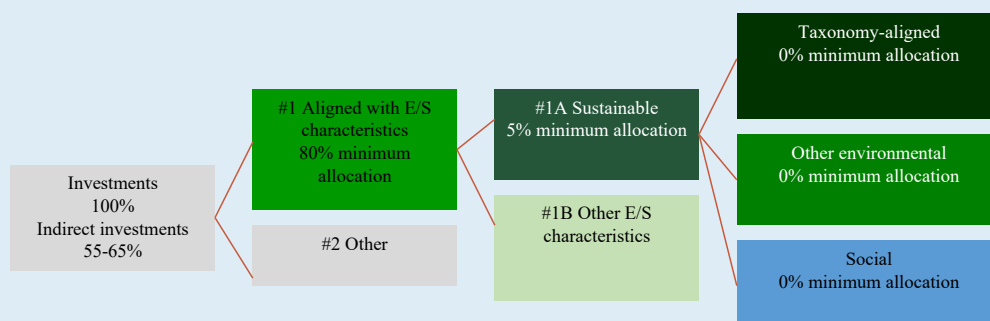 Investments
100%
Indirect investments
55-65%
#1 Aligned with E/S
characteristics
80% minimum
allocation
#2 Other
#1A Sustainable
5% minimum allocation
#1B Other E/S
characteristics
Taxonomy-aligned
0% minimum allocation
Other environmental
0% minimum allocation
Social
0% minimum allocation